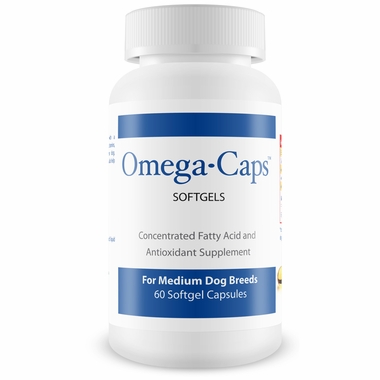 Omega•Caps™
SOFTGELS
Concentrated Fatty Acid and
Antioxidant Supplement
For Medium Dog Breeds
60 Softgel Capsules